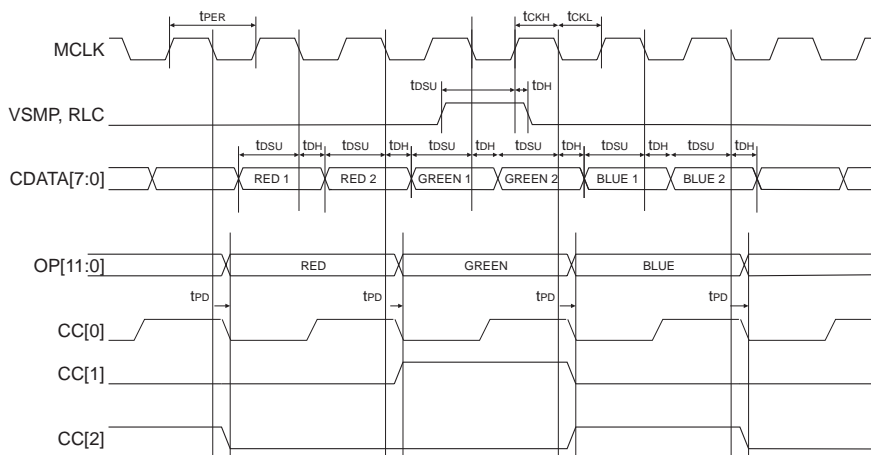 tPER
tCKH
tCKL
MCLK
tDSU
tDH
VSMP, RLC
tDSU tDH tDSU tDH tDSU tDH tDSU tDH tDSU tDH tDSU tDH
CDATA[7:0]
RED 1 RED 2 GREEN 1 GREEN 2 BLUE 1 BLUE 2
OP[11:0]
RED GREEN BLUE
tPD tPD tPD tPD
CC[0]
CC[1]
CC[2]